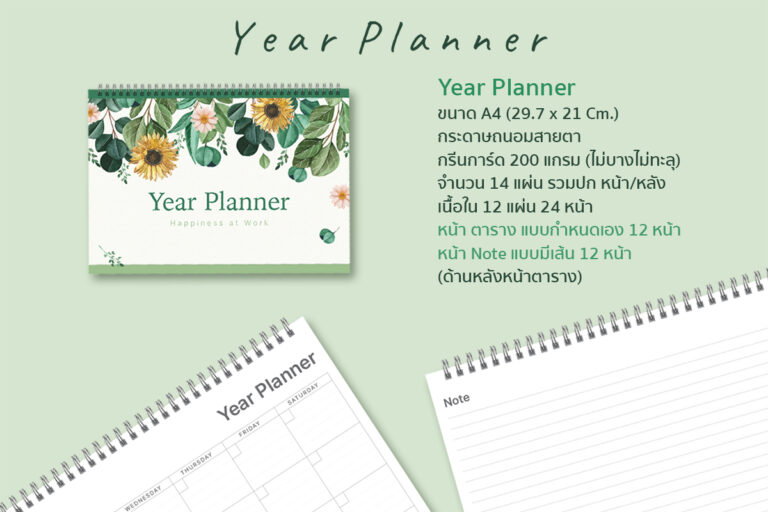 Year Planner
Year Planner
Happiness at Work
Year Planner
ขนาด A4 (29.7 x 21 Cm.)
กระดาษถนอมสายตา
กรีนการ์ด 200 แกรม (ไม่บางไม่ทะลุ)
จำนวน 14 แผ่น รวมปก หน้า/หลัง
เนื้อใน 12 แผ่น 24 หน้า
หน้า ตาราง แบบกำหนดเอง 12 หน้า
หน้า Note แบบมีเส้น 12 หน้า
(ด้านหลังหน้าตาราง)
Year Planner
WEDNESDAY THURSDAY FRIDAY SATURDAY
Note